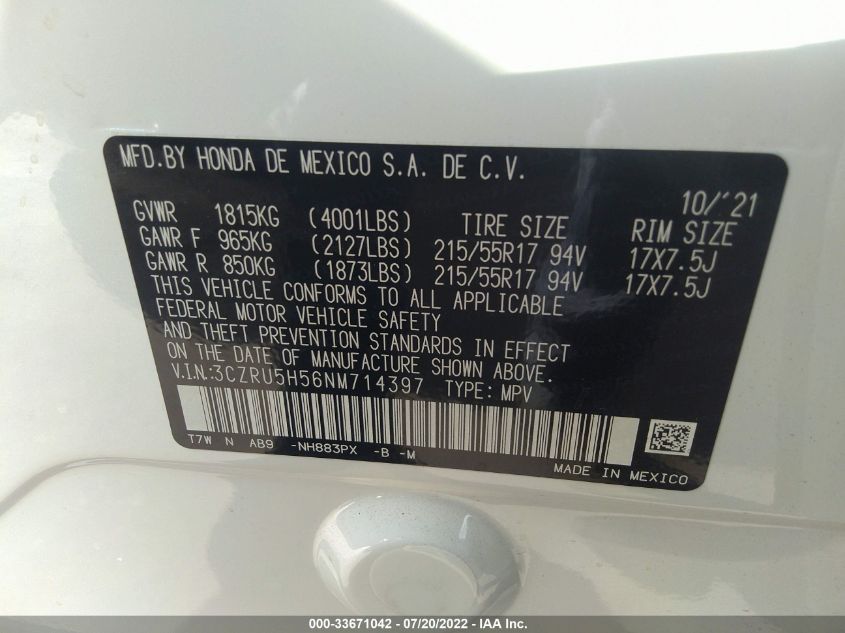 MFD.BY HONDA DE MEXICO S.A. DE C.V.
10/'21
GVWR 1815KG (4001LBS) TIRE SIZE RIM SIZE
GAWR F 965KG (2127LBS) 215/55R17 94V 17X7.5J
GAWR R 850KG (1873LBS) 215/55R17 94V 17X7.5J
THIS VEHICLE CONFORMS TO ALL APPLICABLE
FEDERAL MOTOR VEHICLE SAFETY
AND THEFT PREVENTION STANDARDS IN EFFECT
ON THE DATE OF MANUFACTURE SHOWN ABOVE.
V.I.N.:3CZRU5H56NM714397 TYPE: MPV
T7W N AB9 -NH883PX -B -M
MADE IN MEXICO
000-33671042 / 07/20/2022 - IAA Inc.